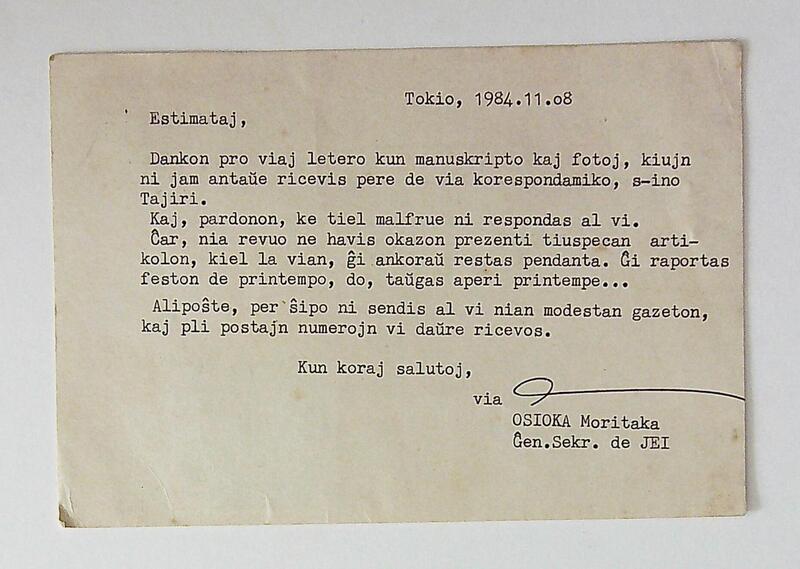 Tokio, 1984.11.08
Estimataj,
Dankon pro viaj letero kun manuskripto kaj fotoj, kiujn
ni jam antaŭe ricevis pere de via korespondamiko, s-ino
Tajiri.
Kaj, pardonon, ke tiel malfrue ni respondas al vi.
Ĉar, nia revuo ne havis okazon prezenti tiuspecan arti-
kolon, kiel la vian, ĝi ankoraŭ restas pendanta. Ĝi raportas
feston de printempo, do, taŭgas aperi printempe...
Alipoŝte, per ŝipo ni sendis al vi nian modestan gazeton,
kaj pli postajn numerojn vi daŭre ricevos.
Kun koraj salutoj,
via
OSIOKA Moritaka
Ĝen.Sekr. de JEI